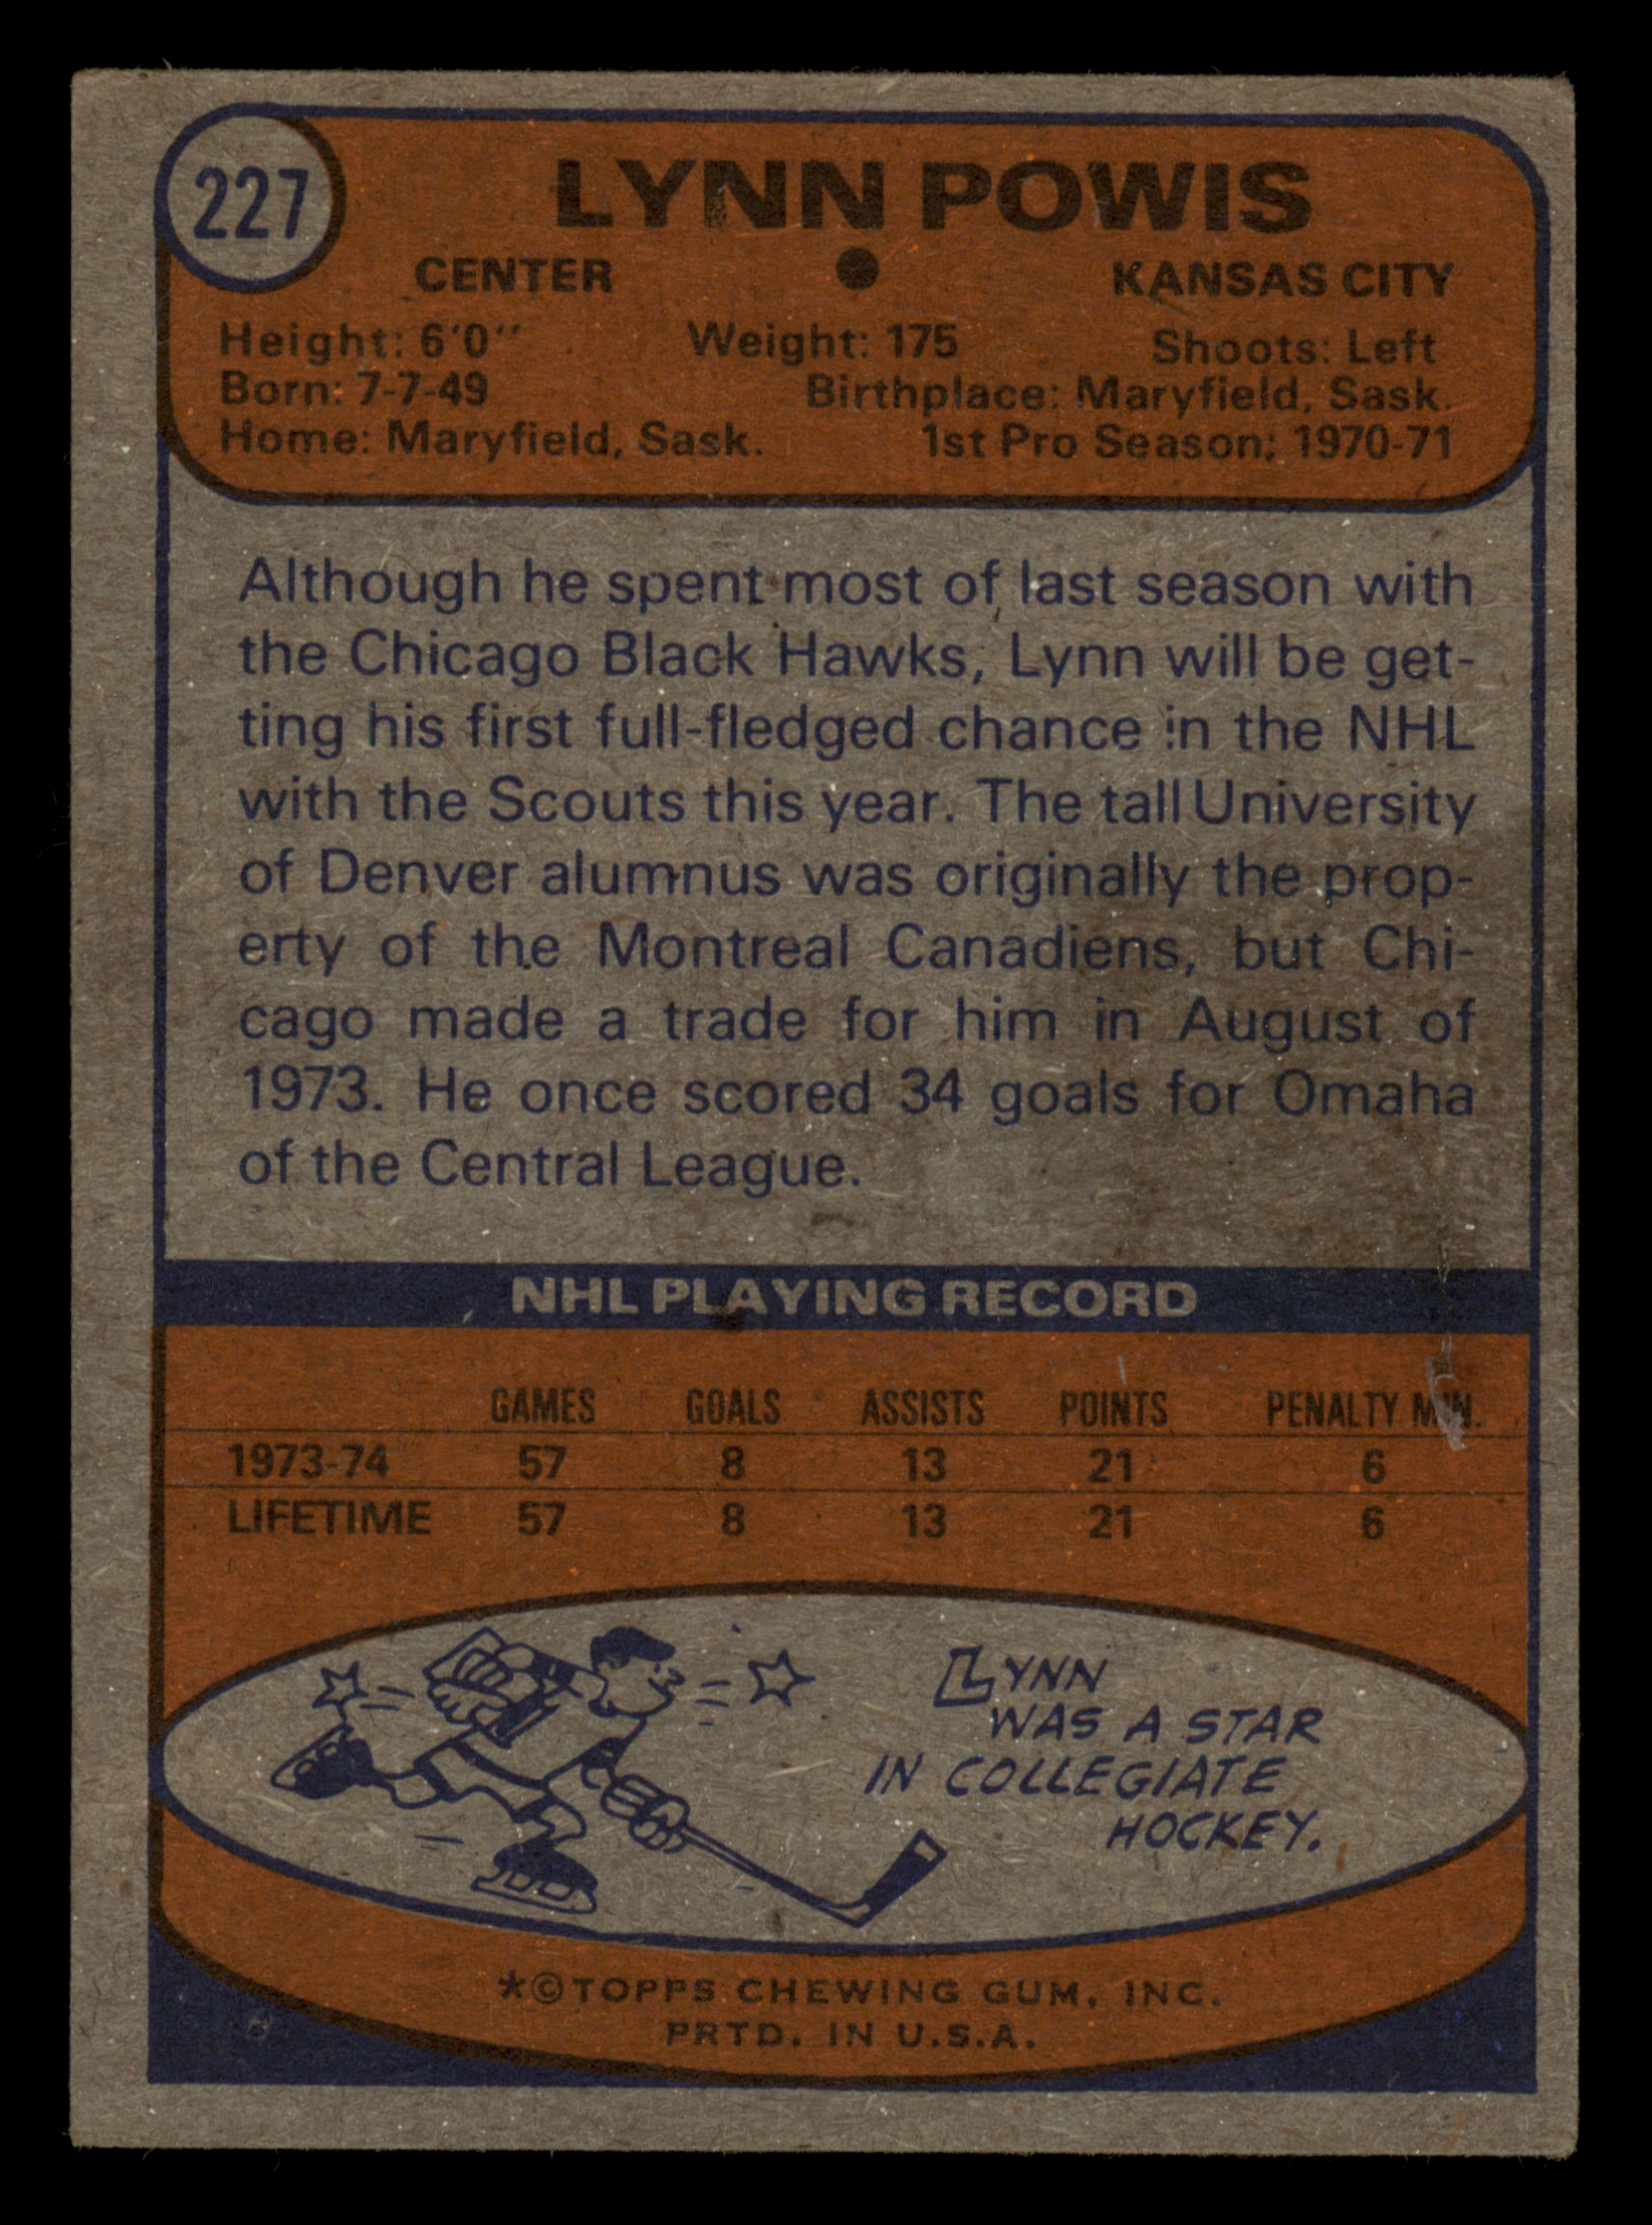 227
LYNN POWIS
CENTER ● KANSAS CITY
Height: 6'0" Weight: 175 Shoots: Left
Born: 7-7-49 Birthplace: Maryfield, Sask.
Home: Maryfield, Sask. 1st Pro Season: 1970-71
Although he spent most of last season with
the Chicago Black Hawks, Lynn will be get-
ting his first full-fledged chance in the NHL
with the Scouts this year. The tall University
of Denver alumnus was originally the prop-
erty of the Montreal Canadiens, but Chi-
cago made a trade for him in August of
1973. He once scored 34 goals for Omaha
of the Central League.
NHL PLAYING RECORD
GAMES GOALS ASSISTS POINTS PENALTY MIN.
1973-74 57 8 13 21 6
LIFETIME 57 8 13 21 6
LYNN
WAS A STAR
IN COLLEGIATE
HOCKEY.
*©TOPPS CHEWING GUM, INC.
PRTD. IN U.S.A.